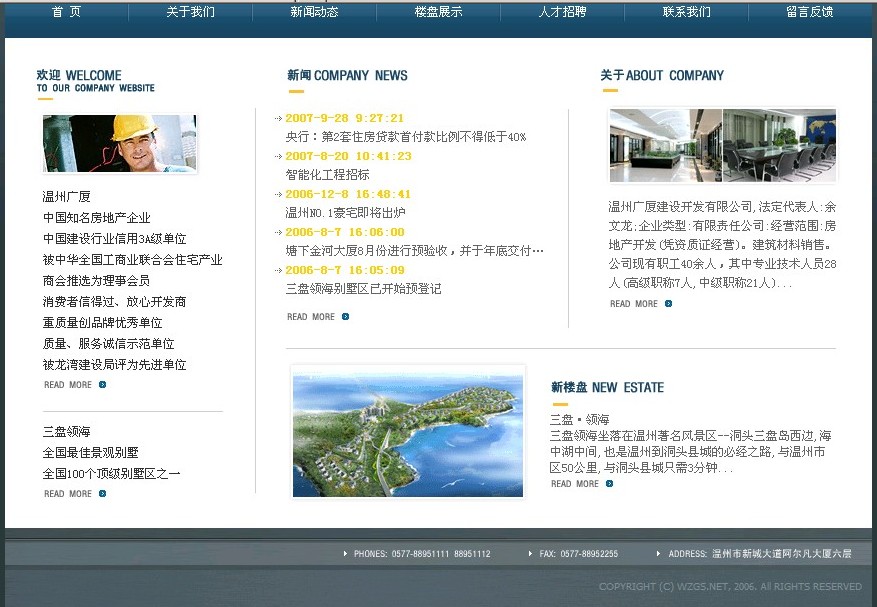 首 页 关于我们 新闻动态 楼盘展示 人才招聘 联系我们 留言反馈
欢迎 WELCOME
TO OUR COMPANY WEBSITE
温州广厦
中国知名房地产企业
中国建设行业信用3A级单位
被中华全国工商业联合会住宅产业
商会推选为理事会员
消费者信得过、放心开发商
重质量创品牌优秀单位
质量、服务诚信示范单位
被龙湾建设局评为先进单位
READ MORE
三盘领海
全国最佳景观别墅
全国100个顶级别墅区之一
READ MORE
新闻 COMPANY NEWS
2007-9-28 9:27:21
央行：第2套住房贷款首付款比例不得低于40%
2007-8-20 10:41:23
智能化工程招标
2006-12-8 16:48:41
温州NO.1豪宅即将出炉
2006-8-7 16:06:00
塘下金河大厦8月份进行预验收，并于年底交付…
2006-8-7 16:05:09
三盘领海别墅区已开始预登记
READ MORE
关于ABOUT COMPANY
温州广厦建设开发有限公司,法定代表人:余
文龙;企业类型:有限责任公司;经营范围:房
地产开发(凭资质证经营)。建筑材料销售。
公司现有职工40余人，其中专业技术人员28
人(高级职称7人,中级职称21人)...
READ MORE
新楼盘 NEW ESTATE
三盘·领海
三盘领海坐落在温州著名风景区--洞头三盘岛西边,海
中湖中间,也是温州到洞头县城的必经之路,与温州市
区50公里,与洞头县城只需3分钟...
READ MORE
PHONES: 0577-88951111 88951112 FAX: 0577-88952255 ADDRESS: 温州市新城大道阿尔凡大厦六层
COPYRIGHT (C) WZGS.NET, 2006. All RIGHTS RESERVED